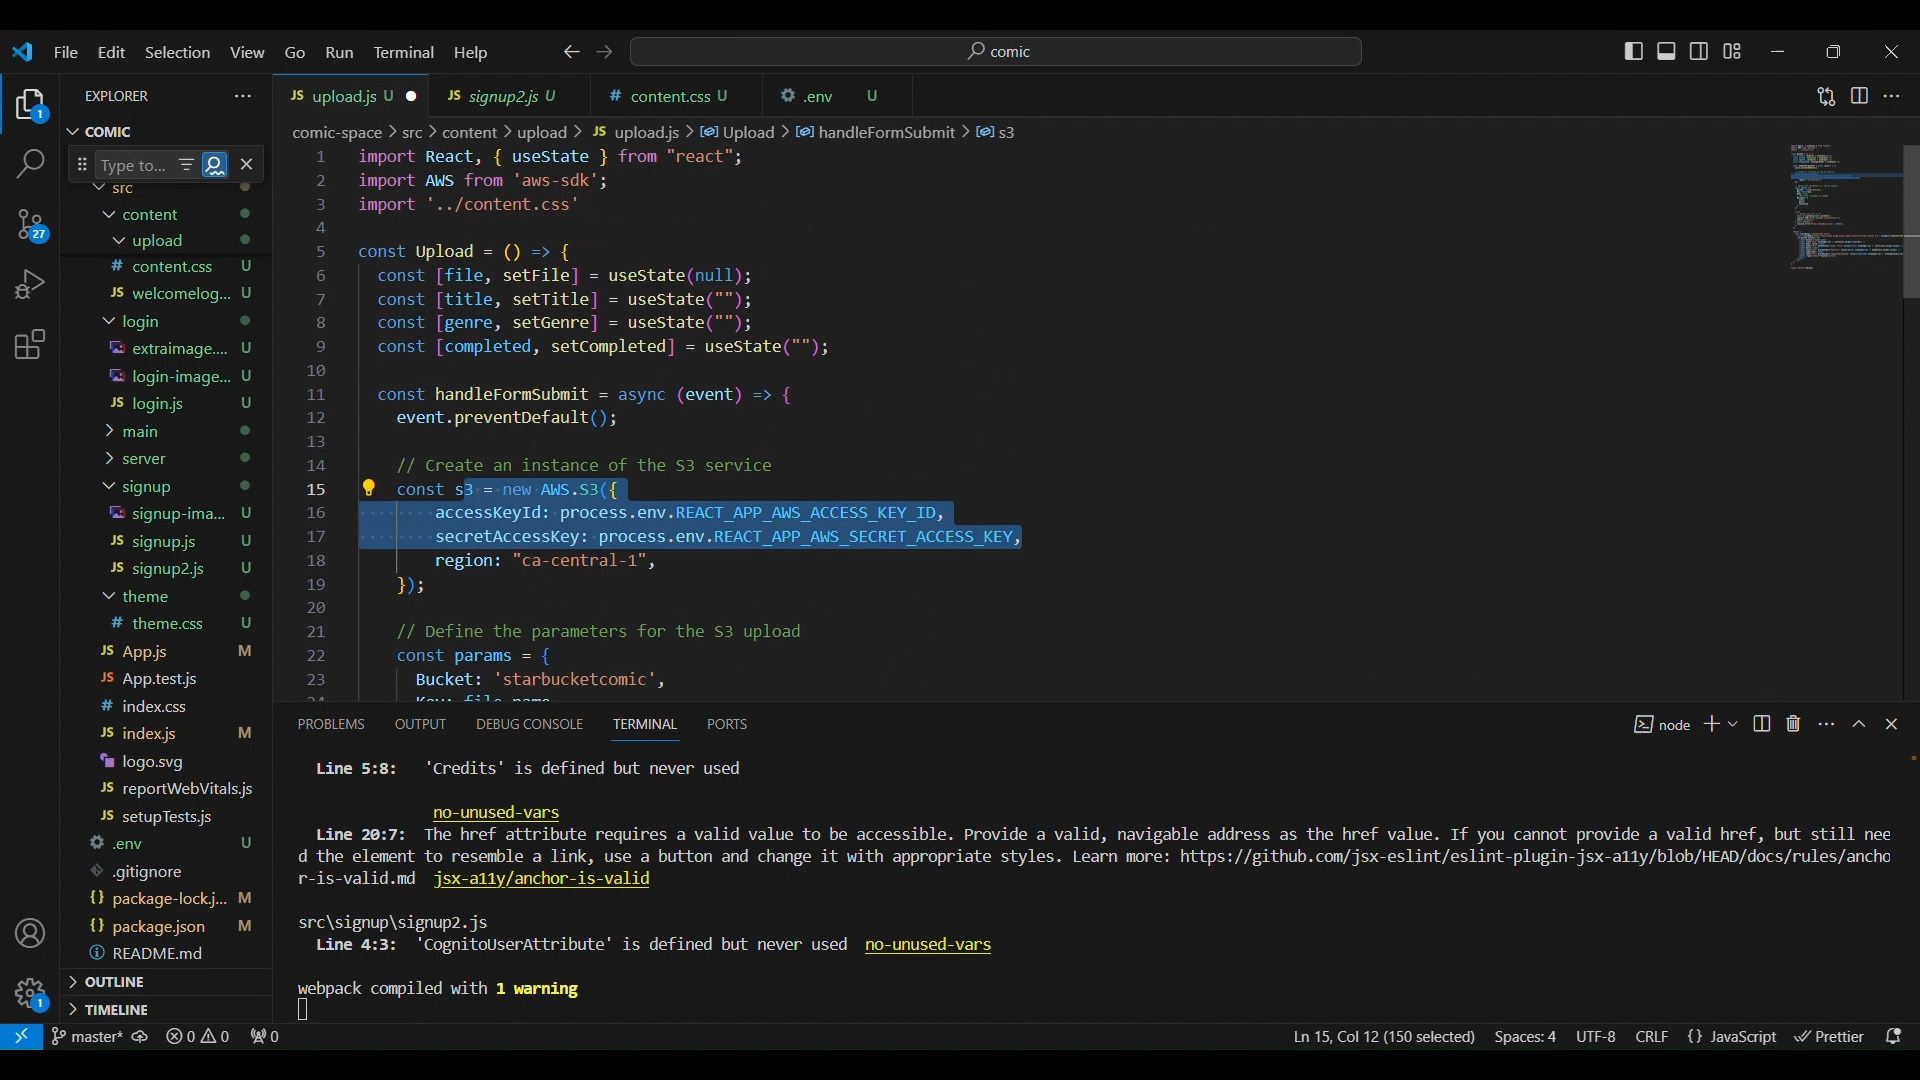 File Edit Selection View Go Run Terminal Help
comic
EXPLORER
COMIC
Type to...
src
content
upload
content.css U
welcomelog... U
login
extraimage.... U
login-image... U
login.js U
main
server
signup
signup-ima... U
signup.js U
signup2.js U
theme
theme.css U
App.js M
App.test.js
index.css
index.js M
logo.svg
reportWebVitals.js
setupTests.js
.env U
.gitignore
package-lock.j... M
package.json M
README.md
OUTLINE
TIMELINE
upload.js U signup2.js U content.css U .env U
comic-space > src > content > upload > JS upload.js > Upload > handleFormSubmit > s3
1 import React, { useState } from "react";
2 import AWS from 'aws-sdk';
3 import '../content.css'
4
5 const Upload = () => {
6 const [file, setFile] = useState(null);
7 const [title, setTitle] = useState("");
8 const [genre, setGenre] = useState("");
9 const [completed, setCompleted] = useState("");
10
11 const handleFormSubmit = async (event) => {
12 event.preventDefault();
13
14 // Create an instance of the S3 service
15 const s3 = new AWS.S3({
16 accessKeyId: process.env.REACT_APP_AWS_ACCESS_KEY_ID,
17 secretAccessKey: process.env.REACT_APP_AWS_SECRET_ACCESS_KEY,
18 region: "ca-central-1",
19 });
20
21 // Define the parameters for the S3 upload
22 const params = {
23 Bucket: 'starbucketcomic',
PROBLEMS OUTPUT DEBUG CONSOLE TERMINAL PORTS
node
Line 5:8: 'Credits' is defined but never used
no-unused-vars
Line 20:7: The href attribute requires a valid value to be accessible. Provide a valid, navigable address as the href value. If you cannot provide a valid href, but still nee
d the element to resemble a link, use a button and change it with appropriate styles. Learn more: https://github.com/jsx-eslint/eslint-plugin-jsx-a11y/blob/HEAD/docs/rules/ancho
r-is-valid.md jsx-a11y/anchor-is-valid
src\signup\signup2.js
Line 4:3: 'CognitoUserAttribute' is defined but never used no-unused-vars
webpack compiled with 1 warning
master* 0 0 0 Ln 15, Col 12 (150 selected) Spaces: 4 UTF-8 CRLF {} JavaScript Prettier